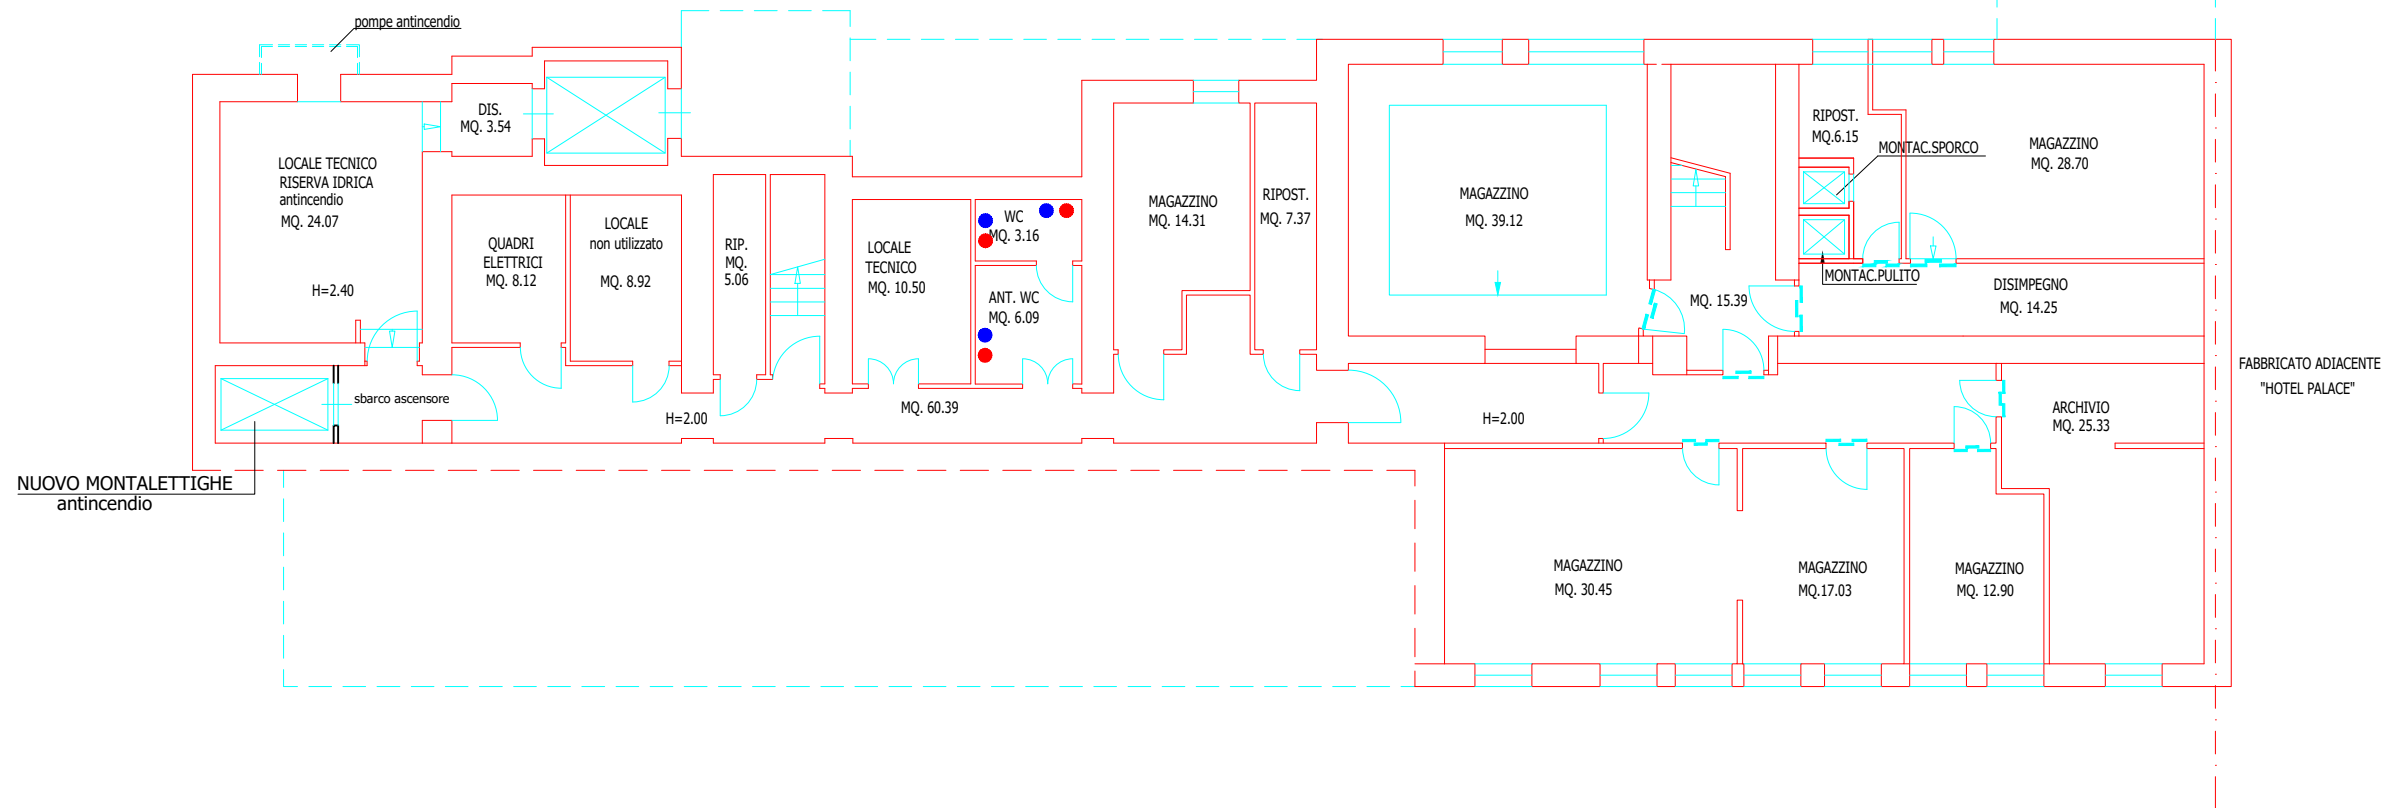 pompe antincendio
DIS.
MQ. 3.54
LOCALE TECNICO
RISERVA IDRICA
antincendio
MQ. 24.07
H=2.40
QUADRI
ELETTRICI
MQ. 8.12
LOCALE
non utilizzato
MQ. 8.92
RIP.
MQ.
5.06
LOCALE
TECNICO
MQ. 10.50
WC
MQ. 3.16
ANT. WC
MQ. 6.09
MAGAZZINO
MQ. 14.31
RIPOST.
MQ. 7.37
MAGAZZINO
MQ. 39.12
MQ. 15.39
RIPOST.
MQ.6.15
MONTAC.SPORCO
MONTAC.PULITO
MAGAZZINO
MQ. 28.70
DISIMPEGNO
MQ. 14.25
FABBRICATO ADIACENTE
"HOTEL PALACE"
sbarco ascensore
H=2.00
MQ. 60.39
H=2.00
ARCHIVIO
MQ. 25.33
NUOVO MONTALETTIGHE
antincendio
MAGAZZINO
MQ. 30.45
MAGAZZINO
MQ.17.03
MAGAZZINO
MQ. 12.90